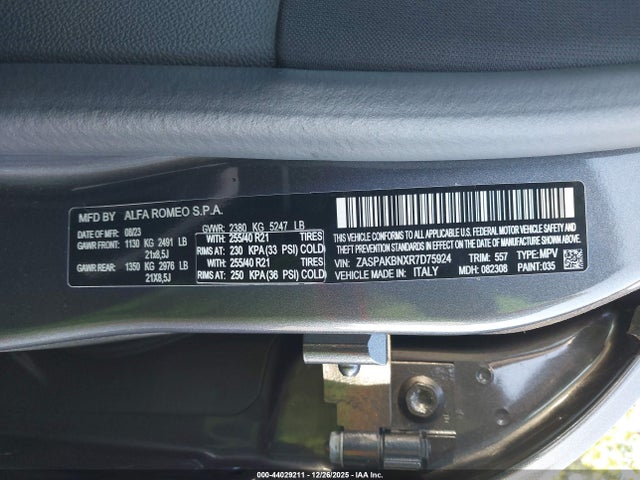 MFD BY ALFA ROMEO S.P.A.
DATE OF MFR: 08/23 GWVR: 2380 KG 5247 LB
GAWR FRONT: 1130 KG 2491 LB WITH: 255/40 R21 TIRES
21x8,5J RIMS AT: 230 KPA(33 PSI) COLD
GAWR REAR: 1350 KG 2976 LB WITH: 255/40 R21 TIRES
21X8,5J RIMS AT: 250 KPA(36 PSI) COLD
THIS VEHICLE CONFORMS TO ALL APPLICABLE U.S. FEDERAL MOTOR VEHICLE
SAFETY, BUMPER, AND THEFT PREVENTION STANDARDS IN EFFECT ON THE
DATE OF MANUFACTURE SHOWN ABOVE.
VIN: ZASPAKBNXR7D75924 TRIM: 557 TYPE: MPV
VEHICLE MADE IN: ITALY MDH: 082308 PAINT: 035
000-44029211 - 12/26/2025 - IAA Inc.